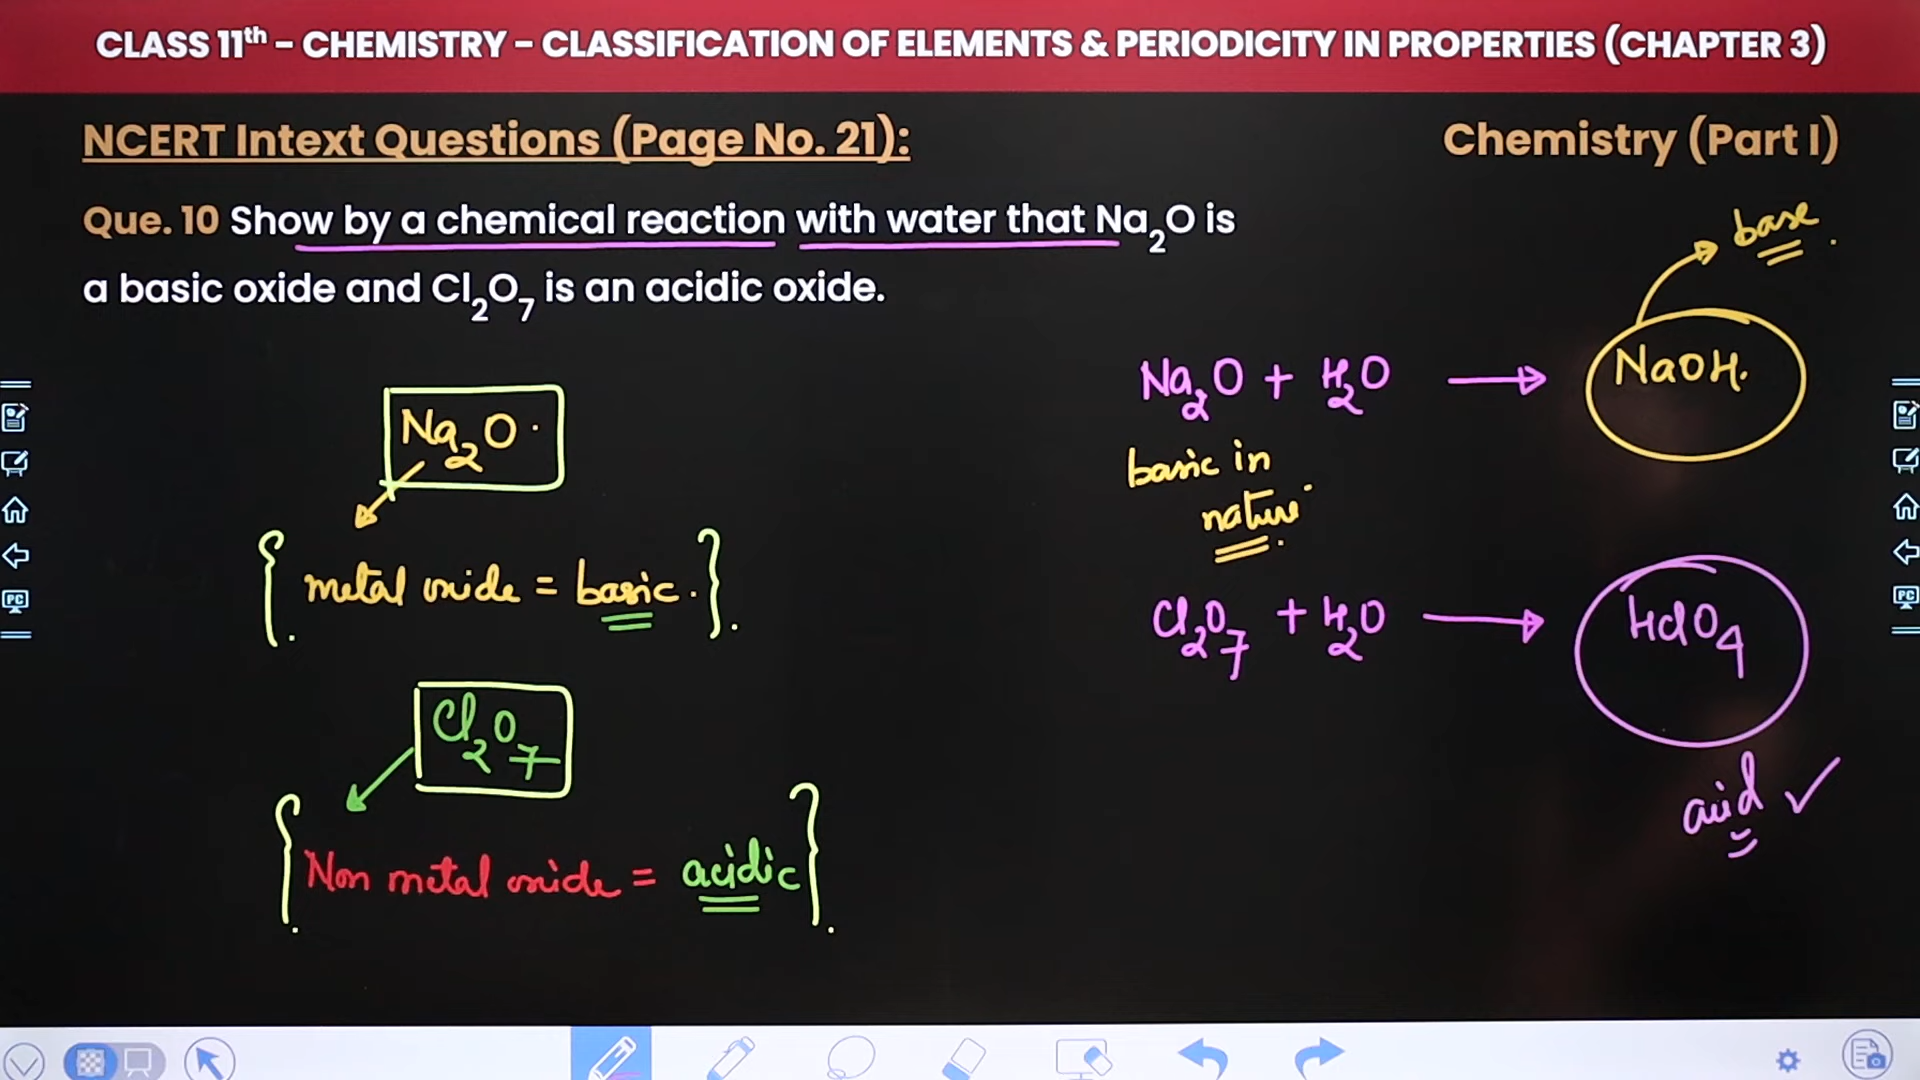 CLASS 11th – CHEMISTRY – CLASSIFICATION OF ELEMENTS & PERIODICITY IN PROPERTIES (CHAPTER 3)
NCERT Intext Questions (Page No. 21):
Chemistry (Part I)
Que. 10 Show by a chemical reaction with water that Na2O is
a basic oxide and Cl2O7 is an acidic oxide.
Na2O.
{ metal oxide = basic. }
Cl2O7
{ Non metal oxide = acidic }
base.
Na2O + H2O → NaOH.
basic in
nature
Cl2O7 + H2O → HClO4
acid ✓
PC
PC